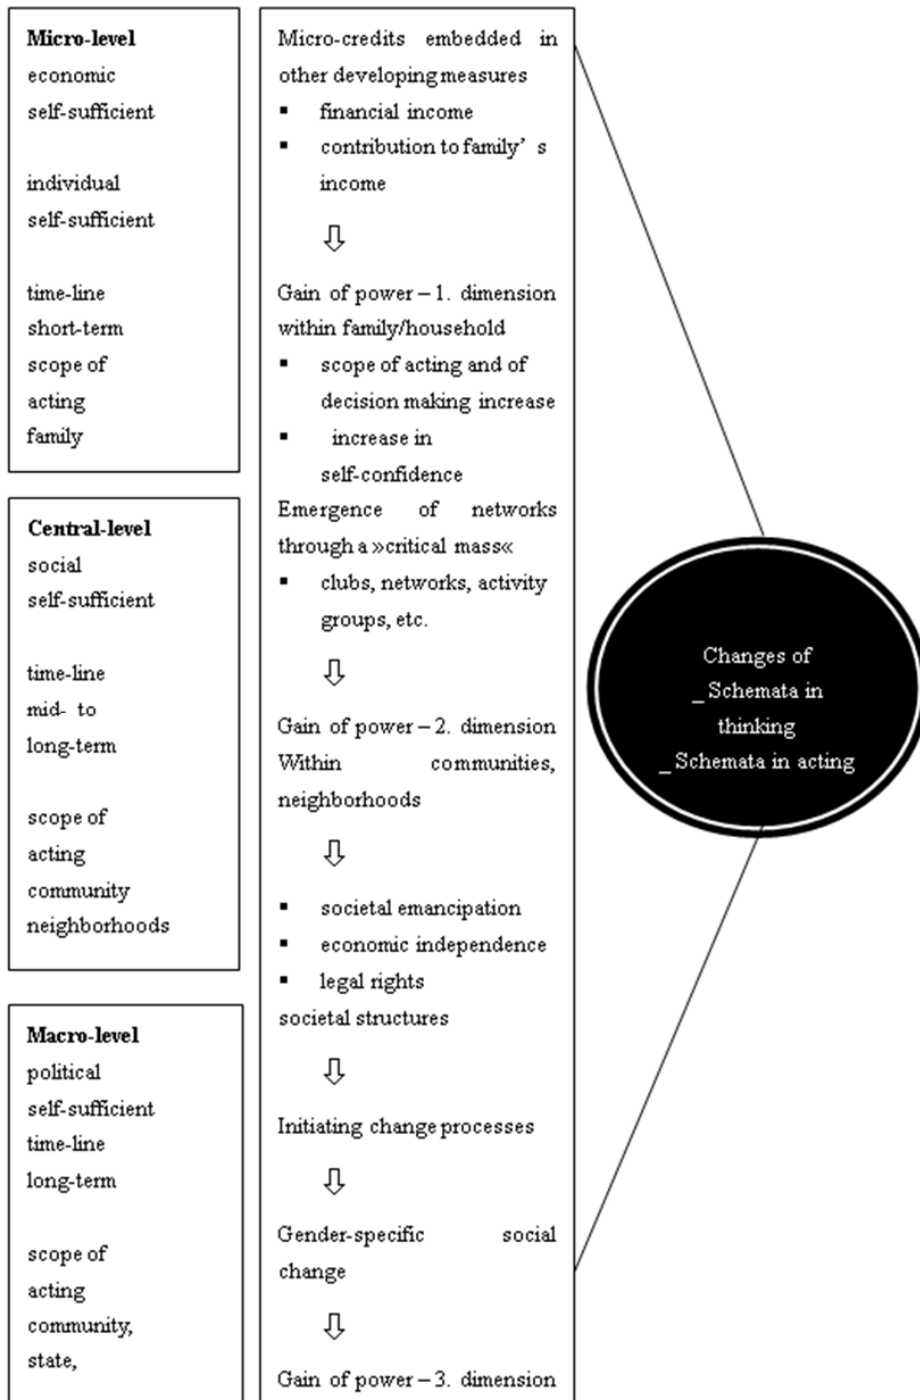 Micro-level
economic
self-sufficient
individual
self-sufficient
time-line
short-term
scope of
acting
family
Central-level
social
self-sufficient
time-line
mid- to
long-term
scope of
acting
community
neighborhoods
Macro-level
political
self-sufficient
time-line
long-term
scope of
acting
community,
state,
Micro-credits embedded in
other developing measures
▪ financial income
▪ contribution to family’ s
income
⇩
Gain of power – 1. dimension
within family/household
▪ scope of acting and of
decision making increase
▪ increase in
self-confidence
Emergence of networks
through a »critical mass«
▪ clubs, networks, activity
groups, etc.
⇩
Gain of power – 2. dimension
Within communities,
neighborhoods
⇩
▪ societal emancipation
▪ economic independence
▪ legal rights
societal structures
⇩
Initiating change processes
⇩
Gender-specific social
change
⇩
Gain of power – 3. dimension
Changes of
_ Schemata in
thinking
_ Schemata in acting